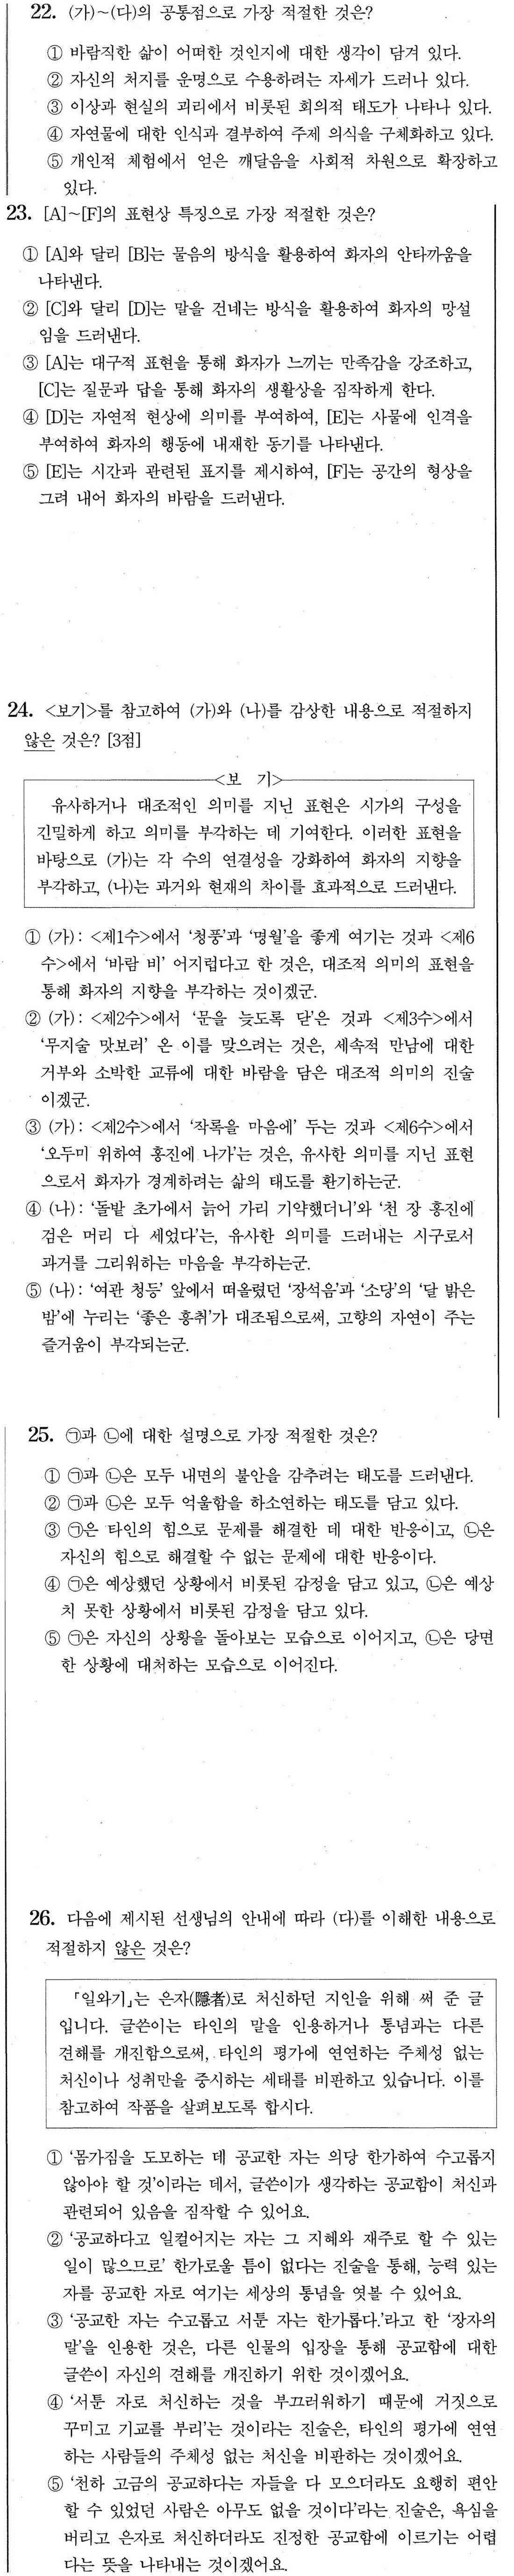 22. (가)~(다)의 공통점으로 가장 적절한 것은?
① 바람직한 삶이 어떠한 것인지에 대한 생각이 담겨 있다.
② 자신의 처지를 운명으로 수용하려는 자세가 드러나 있다.
③ 이상과 현실의 괴리에서 비롯된 회의적 태도가 나타나 있다.
④ 자연물에 대한 인식과 결부하여 주제 의식을 구체화하고 있다.
⑤ 개인적 체험에서 얻은 깨달음을 사회적 차원으로 확장하고
있다.
23. [A]~[F]의 표현상 특징으로 가장 적절한 것은?
① [A]와 달리 [B]는 물음의 방식을 활용하여 화자의 안타까움을
나타낸다.
② [C]와 달리 [D]는 말을 건네는 방식을 활용하여 화자의 망설
임을 드러낸다.
③ [A]는 대구적 표현을 통해 화자가 느끼는 만족감을 강조하고,
[C]는 질문과 답을 통해 화자의 생활상을 짐작하게 한다.
④ [D]는 자연적 현상에 의미를 부여하여, [E]는 사물에 인격을
부여하여 화자의 행동에 내재한 동기를 나타낸다.
⑤ [E]는 시간과 관련된 표지를 제시하여, [F]는 공간의 형상을
그려 내어 화자의 바람을 드러낸다.
24. <보기>를 참고하여 (가)와 (나)를 감상한 내용으로 적절하지
않은 것은? [3점]
<보 기>
유사하거나 대조적인 의미를 지닌 표현은 시가의 구성을
긴밀하게 하고 의미를 부각하는 데 기여한다. 이러한 표현을
바탕으로 (가)는 각 수의 연결성을 강화하여 화자의 지향을
부각하고, (나)는 과거와 현재의 차이를 효과적으로 드러낸다.
① (가) : <제1수>에서 ‘청풍’과 ‘명월’을 좋게 여기는 것과 <제6
수>에서 ‘바람 비’ 어지럽다고 한 것은, 대조적 의미의 표현을
통해 화자의 지향을 부각하는 것이겠군.
② (가) : <제2수>에서 ‘문을 늦도록 닫’은 것과 <제3수>에서
‘무지술 맛보러’ 온 이를 맞으려는 것은, 세속적 만남에 대한
거부와 소박한 교류에 대한 바람을 담은 대조적 의미의 진술
이겠군.
③ (가) : <제2수>에서 ‘작록을 마음에’ 두는 것과 <제6수>에서
‘오두미 위하여 홍진에 나가’는 것은, 유사한 의미를 지닌 표현
으로서 화자가 경계하려는 삶의 태도를 환기하는군.
④ (나) : ‘돌밭 초가에서 늙어 가리 기약했더니’와 ‘천 장 홍진에
검은 머리 다 세었다’는, 유사한 의미를 드러내는 시구로서
과거를 그리워하는 마음을 부각하는군.
⑤ (나) : ‘여관 청등’ 앞에서 떠올렸던 ‘장석음’과 ‘소당’의 ‘달 밝은
밤’에 누리는 ‘좋은 흥취’가 대조됨으로써, 고향의 자연이 주는
즐거움이 부각되는군.
25. ㉠과 ㉡에 대한 설명으로 가장 적절한 것은?
① ㉠과 ㉡은 모두 내면의 불안을 감추려는 태도를 드러낸다.
② ㉠과 ㉡은 모두 억울함을 하소연하는 태도를 담고 있다.
③ ㉠은 타인의 힘으로 문제를 해결한 데 대한 반응이고, ㉡은
자신의 힘으로 해결할 수 없는 문제에 대한 반응이다.
④ ㉠은 예상했던 상황에서 비롯된 감정을 담고 있고, ㉡은 예상
치 못한 상황에서 비롯된 감정을 담고 있다.
⑤ ㉠은 자신의 상황을 돌아보는 모습으로 이어지고, ㉡은 당면
한 상황에 대처하는 모습으로 이어진다.
26. 다음에 제시된 선생님의 안내에 따라 (다)를 이해한 내용으로
적절하지 않은 것은?
「일와기」는 은자(隱者)로 처신하던 지인을 위해 써 준 글
입니다. 글쓴이는 타인의 말을 인용하거나 통념과는 다른
견해를 개진함으로써, 타인의 평가에 연연하는 주체성 없는
처신이나 성취만을 중시하는 세태를 비판하고 있습니다. 이를
참고하여 작품을 살펴보도록 합시다.
① ‘몸가짐을 도모하는 데 공교한 자는 의당 한가하여 수고롭지
않아야 할 것’이라는 데서, 글쓴이가 생각하는 공교함이 처신과
관련되어 있음을 짐작할 수 있어요.
② ‘공교하다고 일컬어지는 자는 그 지혜와 재주로 할 수 있는
일이 많으므로’ 한가로울 틈이 없다는 진술을 통해, 능력 있는
자를 공교한 자로 여기는 세상의 통념을 엿볼 수 있어요.
③ ‘공교한 자는 수고롭고 서툰 자는 한가롭다.’라고 한 ‘장자의
말’을 인용한 것은, 다른 인물의 입장을 통해 공교함에 대한
글쓴이 자신의 견해를 개진하기 위한 것이겠어요.
④ ‘서툰 자로 처신하는 것을 부끄러워하기 때문에 거짓으로
꾸미고 기교를 부리’는 것이라는 진술은, 타인의 평가에 연연
하는 사람들의 주체성 없는 처신을 비판하는 것이겠어요.
⑤ ‘천하 고금의 공교하다는 자들을 다 모으더라도 요행히 편안
할 수 있었던 사람은 아무도 없을 것이다’라는 진술은, 욕심을
버리고 은자로 처신하더라도 진정한 공교함에 이르기는 어렵
다는 뜻을 나타내는 것이겠어요.